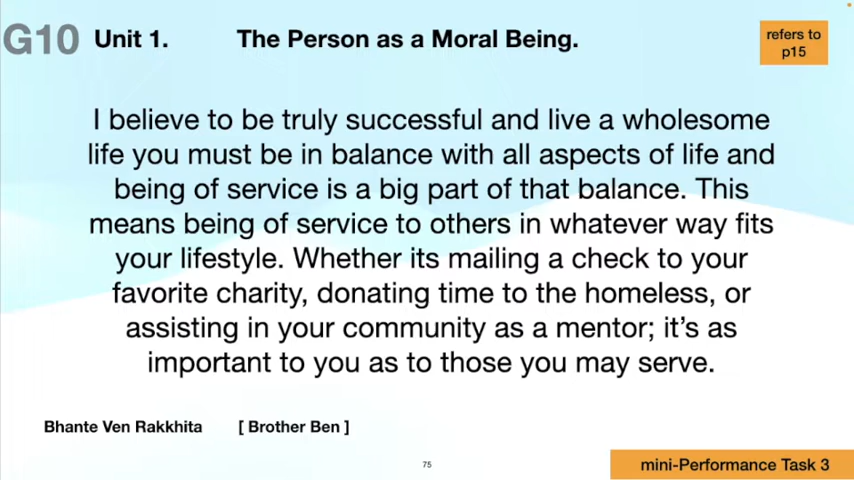 G10 Unit 1. The Person as a Moral Being.
refers to
p15
I believe to be truly successful and live a wholesome
life you must be in balance with all aspects of life and
being of service is a big part of that balance. This
means being of service to others in whatever way fits
your lifestyle. Whether its mailing a check to your
favorite charity, donating time to the homeless, or
assisting in your community as a mentor; it's as
important to you as to those you may serve.
Bhante Ven Rakkhita [ Brother Ben ]
75
mini-Performance Task 3